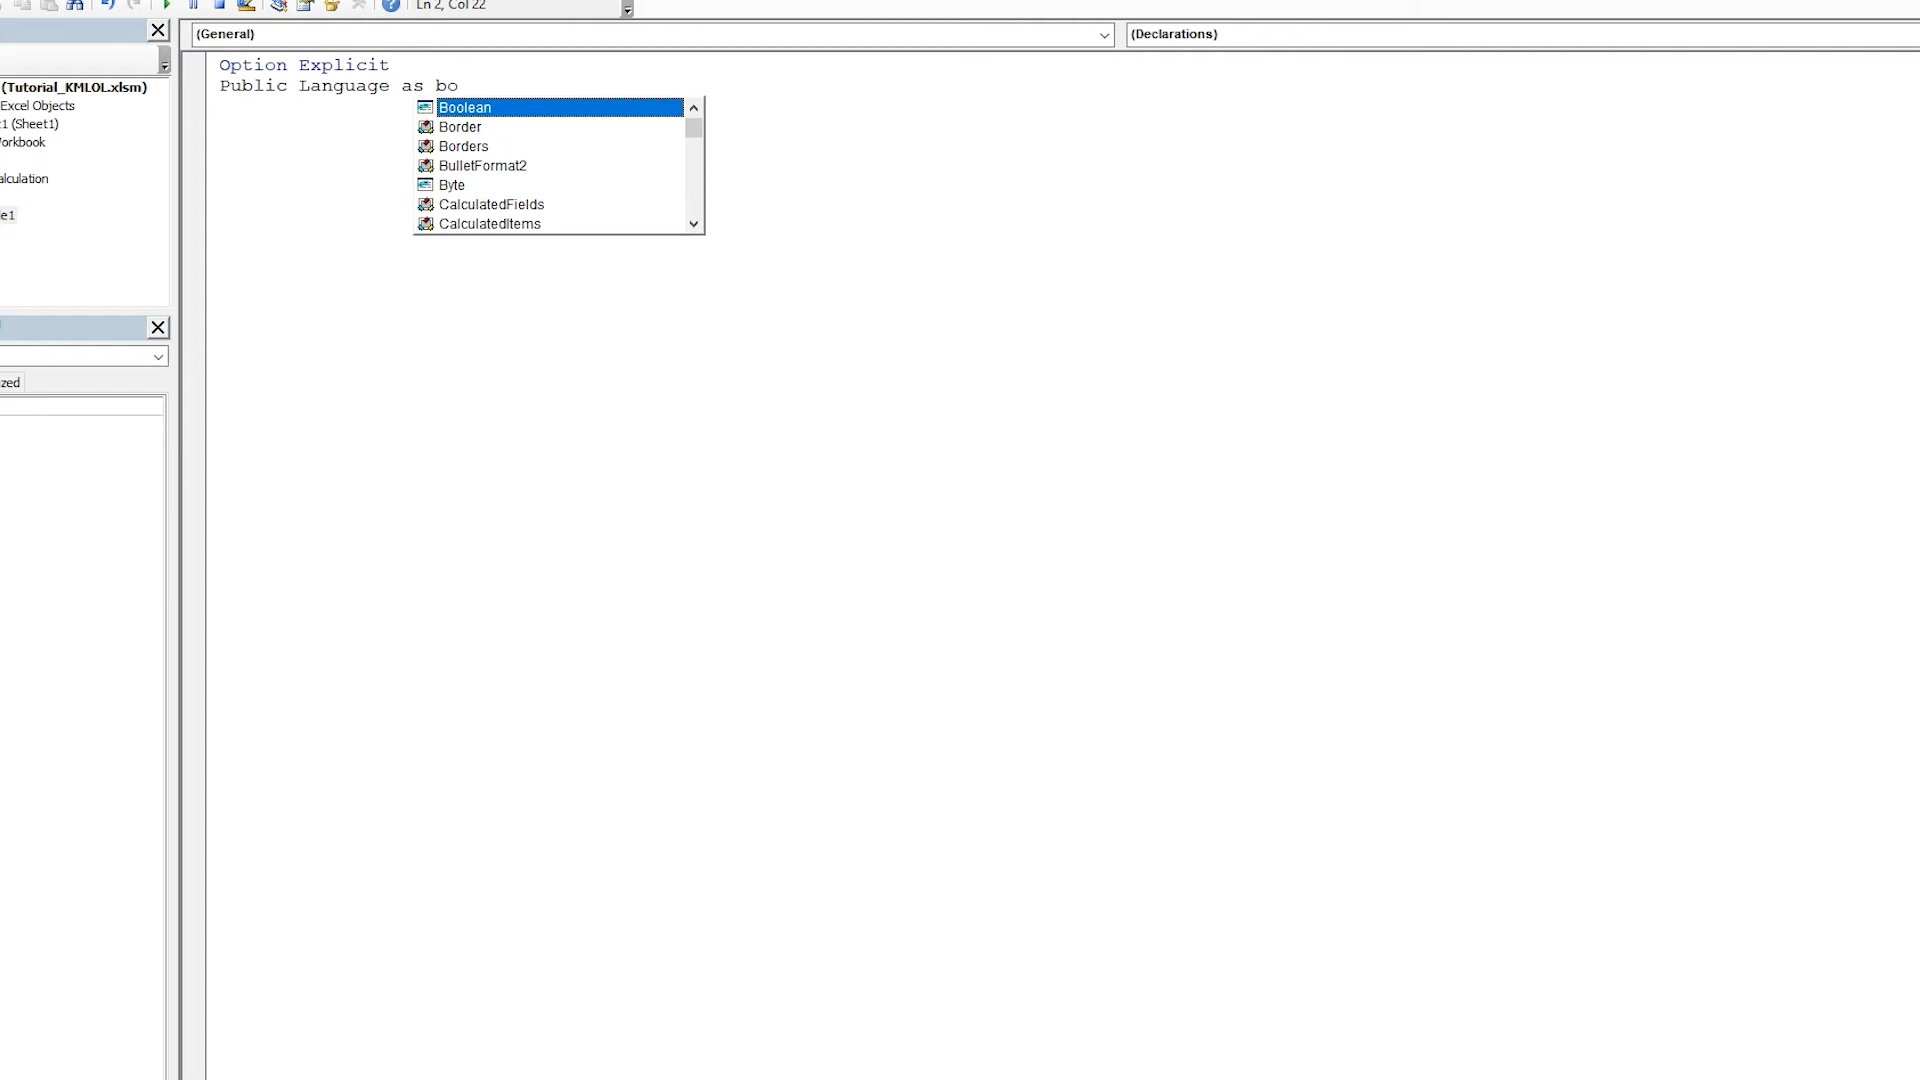 Ln 2, Col 22
(General)
(Declarations)
(Tutorial_KMLOL.xlsm)
Excel Objects
1 (Sheet1)
orkbook
alculation
e1
zed
Option Explicit
Public Language as bo
Boolean
Border
Borders
BulletFormat2
Byte
CalculatedFields
CalculatedItems